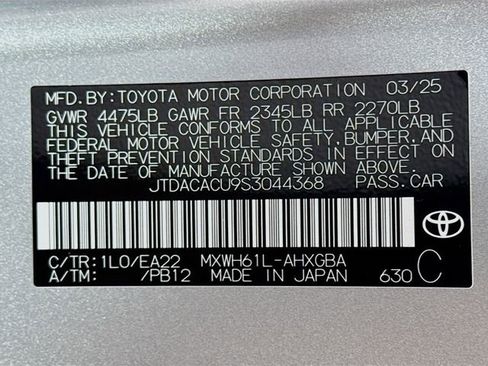 MFD.BY:TOYOTA MOTOR CORPORATION 03/25
GVWR 4475LB GAWR FR 2345LB RR 2270LB
THIS VEHICLE CONFORMS TO ALL APPLICABLE
FEDERAL MOTOR VEHICLE SAFETY,BUMPER,AND
THEFT PREVENTION STANDARDS IN EFFECT ON
THE DATE OF MANUFACTURE SHOWN ABOVE.
JTDACACU9S3044368 PASS.CAR
C/TR:1L0/EA22 MXWH61L-AHXGBA
A/TM: /PB12 MADE IN JAPAN 630 C